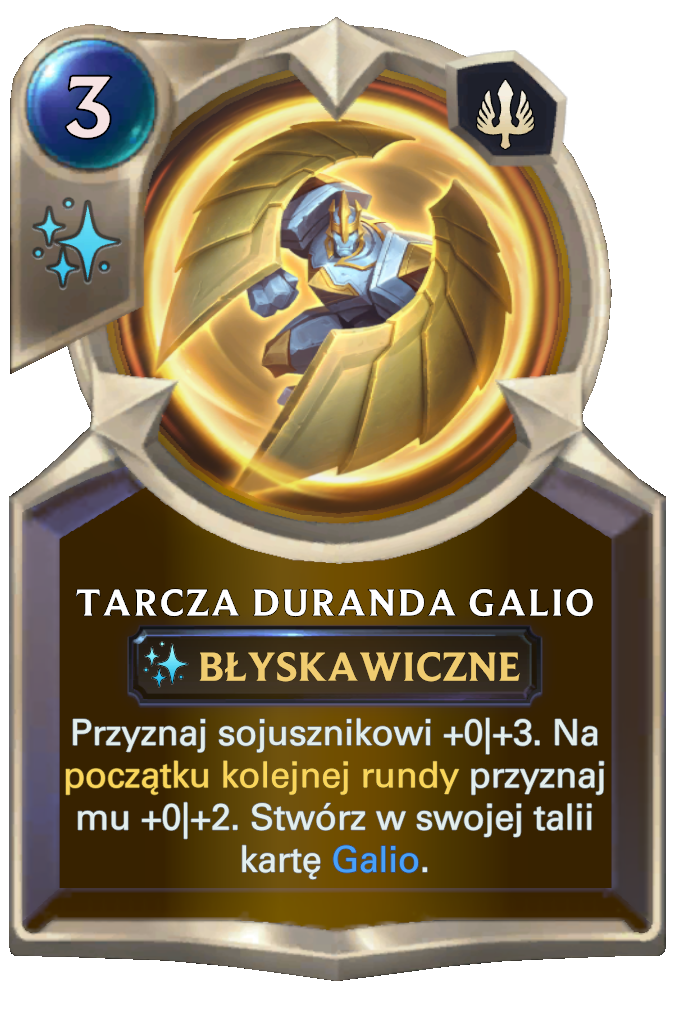 3
TARCZA DURANDA GALIO
BŁYSKAWICZNE
Przyznaj sojusznikowi +0|+3. Na
początku kolejnej rundy przyznaj
mu +0|+2. Stwórz w swojej talii
kartę Galio.